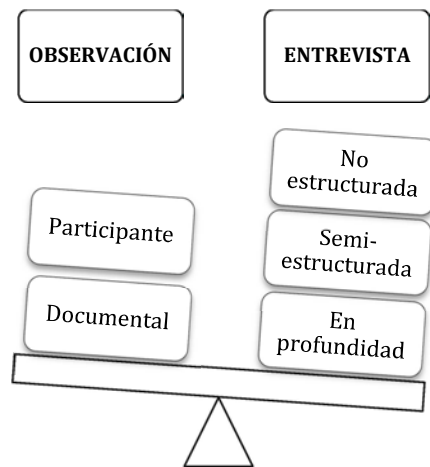 OBSERVACIÓN
ENTREVISTA
Participante
Documental
No
estructurada
Semi-
estructurada
En
profundidad